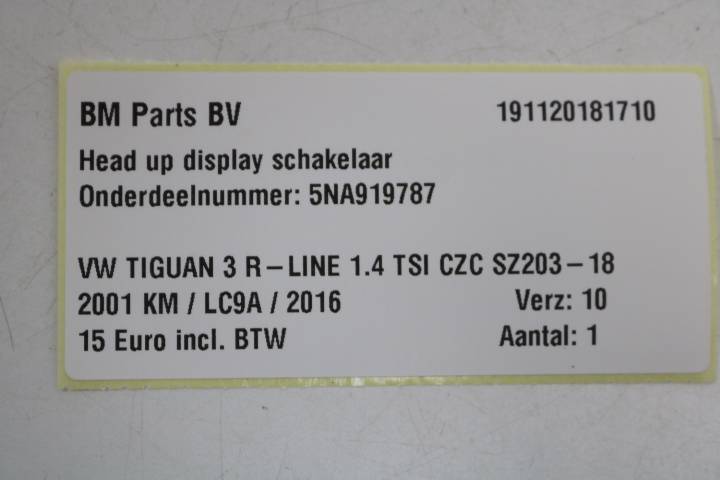 BM Parts BV 191120181710
Head up display schakelaar
Onderdeelnummer: 5NA919787
VW TIGUAN 3 R-LINE 1.4 TSI CZC SZ203-18
2001 KM / LC9A / 2016 Verz: 10
15 Euro incl. BTW Aantal: 1